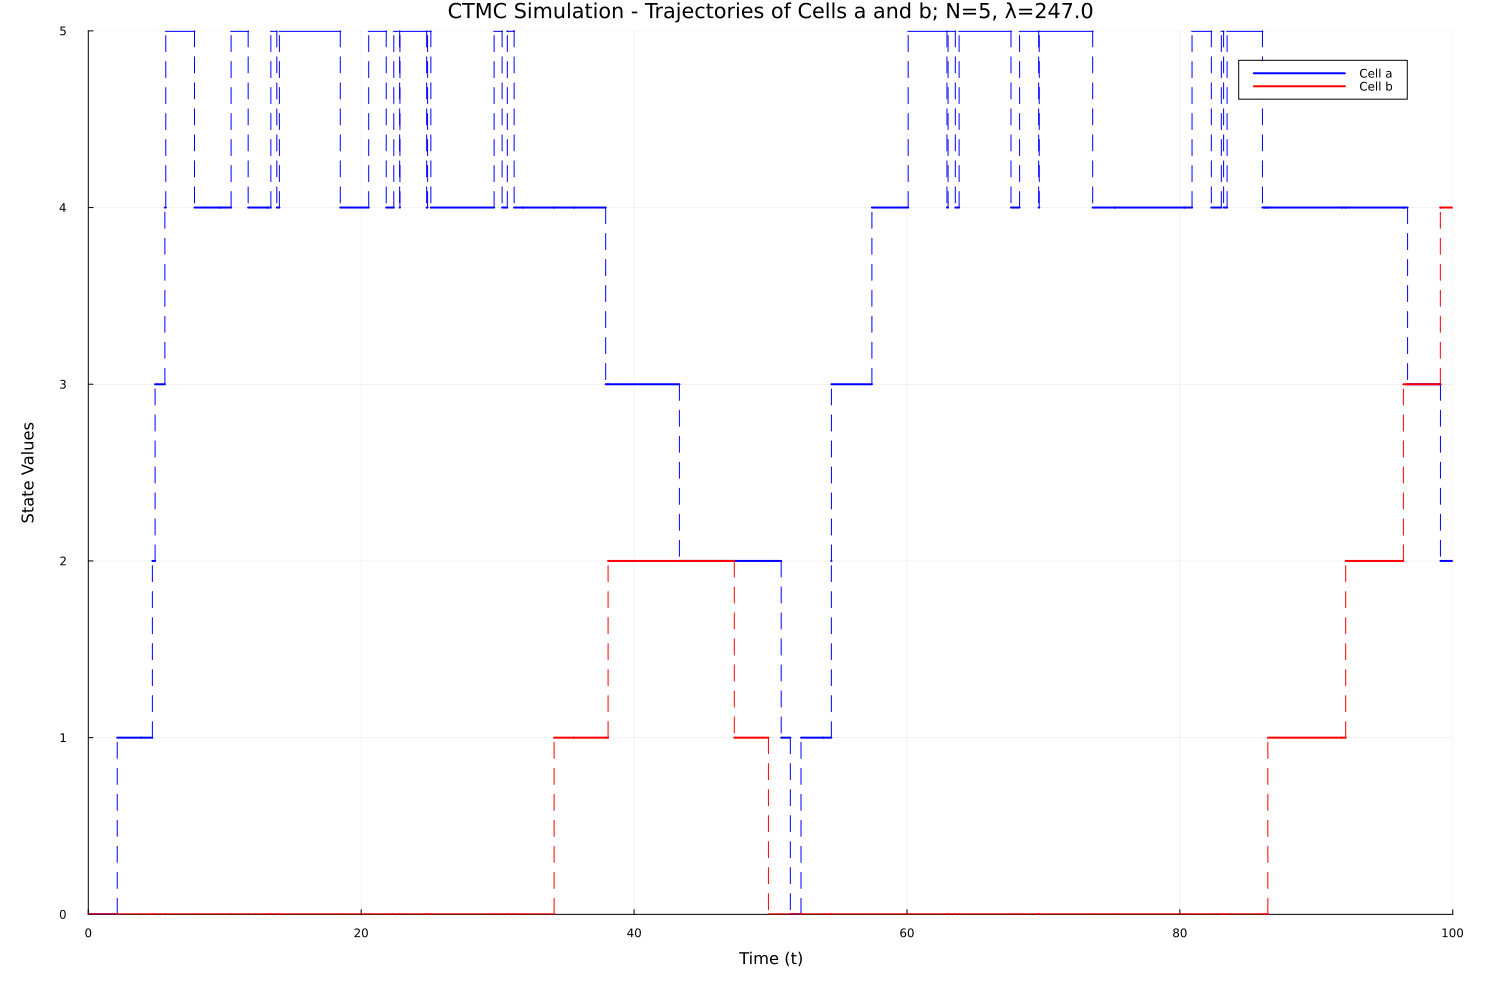 CTMC Simulation - Trajectories of Cells a and b; N=5, λ=247.0
5
Cell a
Cell b
4
3
State Values
2
1
0
0 20 40 60 80 100
Time (t)